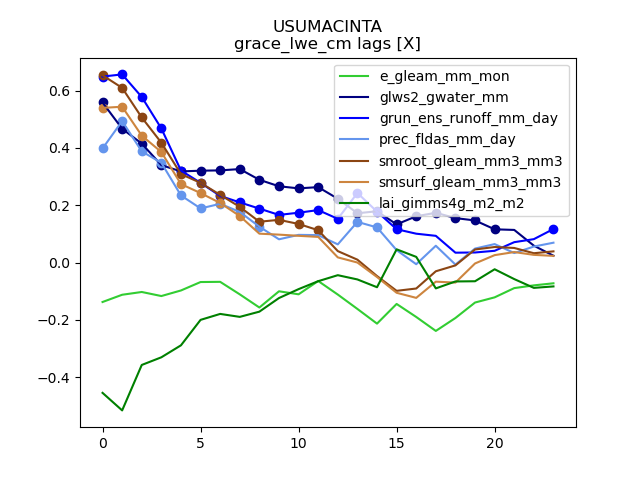 USUMACINTA
grace_lwe_cm lags [X]
e_gleam_mm_mon
glws2_gwater_mm
grun_ens_runoff_mm_day
prec_fldas_mm_day
smroot_gleam_mm3_mm3
smsurf_gleam_mm3_mm3
lai_gimms4g_m2_m2
0.6
0.4
0.2
0.0
−0.2
−0.4
0 5 10 15 20